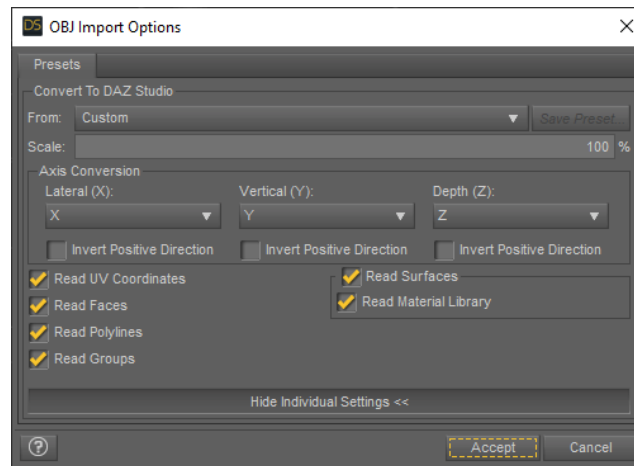 DS OBJ Import Options
Presets
Convert To DAZ Studio
From: Custom Save Preset...
Scale: 100 %
Axis Conversion
Lateral (X): Vertical (Y): Depth (Z):
X Y Z
Invert Positive Direction Invert Positive Direction Invert Positive Direction
Read UV Coordinates Read Surfaces
Read Faces Read Material Library
Read Polylines
Read Groups
Hide Individual Settings <<
? Accept Cancel